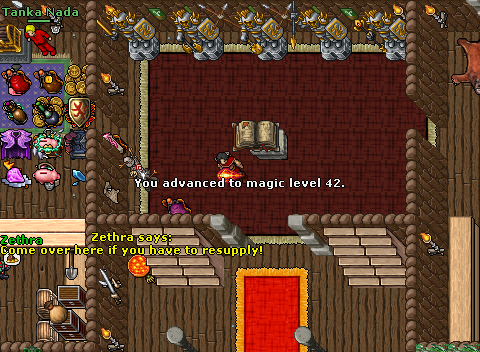 Tanka Nada
You advanced to magic level 42.
Zethra
Zethra says:
Come over here if you have to resupply!